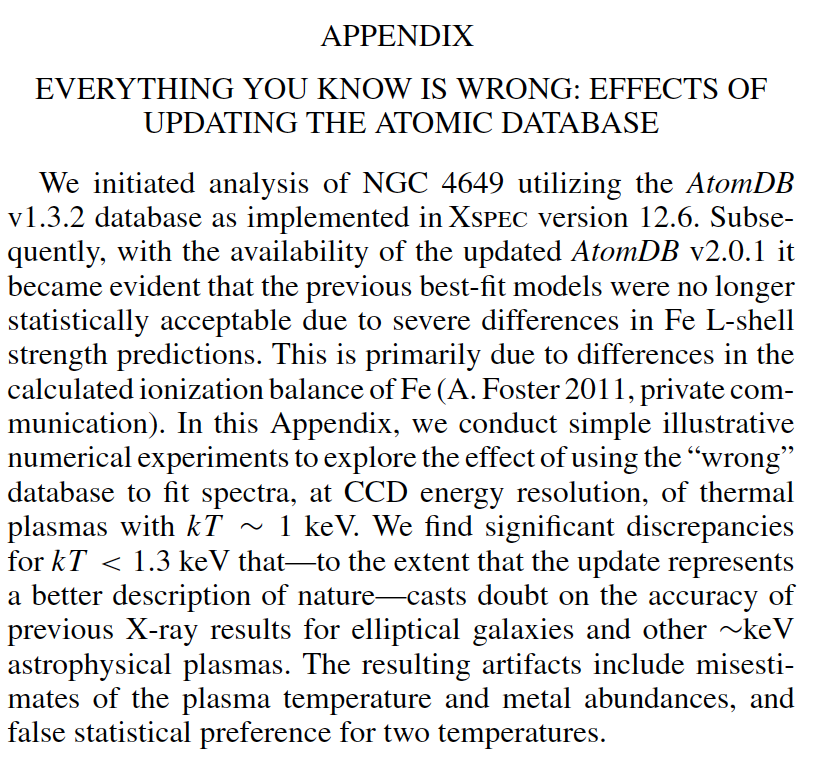 APPENDIX
EVERYTHING YOU KNOW IS WRONG: EFFECTS OF
UPDATING THE ATOMIC DATABASE
We initiated analysis of NGC 4649 utilizing the AtomDB
v1.3.2 database as implemented in XSPEC version 12.6. Subse-
quently, with the availability of the updated AtomDB v2.0.1 it
became evident that the previous best-fit models were no longer
statistically acceptable due to severe differences in Fe L-shell
strength predictions. This is primarily due to differences in the
calculated ionization balance of Fe (A. Foster 2011, private com-
munication). In this Appendix, we conduct simple illustrative
numerical experiments to explore the effect of using the “wrong”
database to fit spectra, at CCD energy resolution, of thermal
plasmas with kT ∼ 1 keV. We find significant discrepancies
for kT < 1.3 keV that—to the extent that the update represents
a better description of nature—casts doubt on the accuracy of
previous X-ray results for elliptical galaxies and other ∼keV
astrophysical plasmas. The resulting artifacts include misesti-
mates of the plasma temperature and metal abundances, and
false statistical preference for two temperatures.